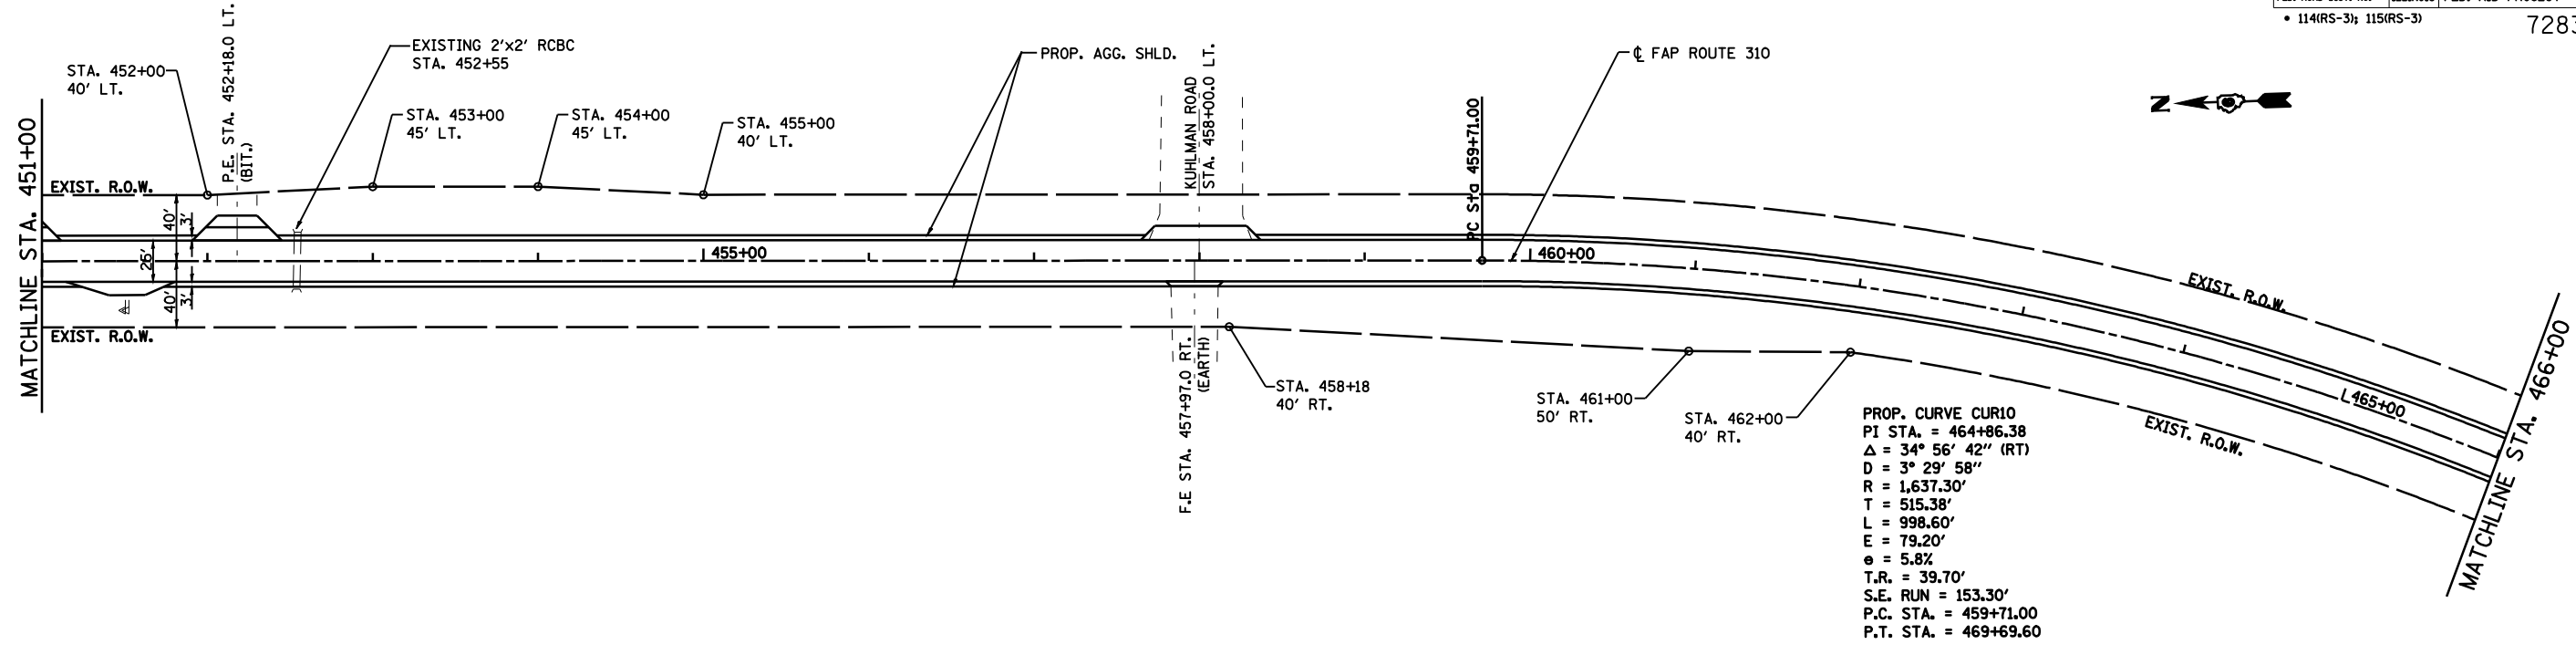 • 114(RS-3); 115(RS-3)
7283
N
STA. 452+00
40' LT.
P.E. STA. 452+18.0 LT.
(BIT.)
EXISTING 2'x2' RCBC
STA. 452+55
STA. 453+00
45' LT.
STA. 454+00
45' LT.
STA. 455+00
40' LT.
PROP. AGG. SHLD.
KUHLMAN ROAD
STA. 458+00.0 LT.
PC Sta 459+71.00
℄ FAP ROUTE 310
MATCHLINE STA. 451+00
EXIST. R.O.W.
40'
3'
26'
40'
3'
455+00
460+00
465+00
EXIST. R.O.W.
EXIST. R.O.W.
EXIST. R.O.W.
F.E STA. 457+97.0 RT.
(EARTH)
STA. 458+18
40' RT.
STA. 461+00
50' RT.
STA. 462+00
40' RT.
PROP. CURVE CUR10
PI STA. = 464+86.38
Δ = 34° 56' 42" (RT)
D = 3° 29' 58"
R = 1,637.30'
T = 515.38'
L = 998.60'
E = 79.20'
e = 5.8%
T.R. = 39.70'
S.E. RUN = 153.30'
P.C. STA. = 459+71.00
P.T. STA. = 469+69.60
MATCHLINE STA. 466+00